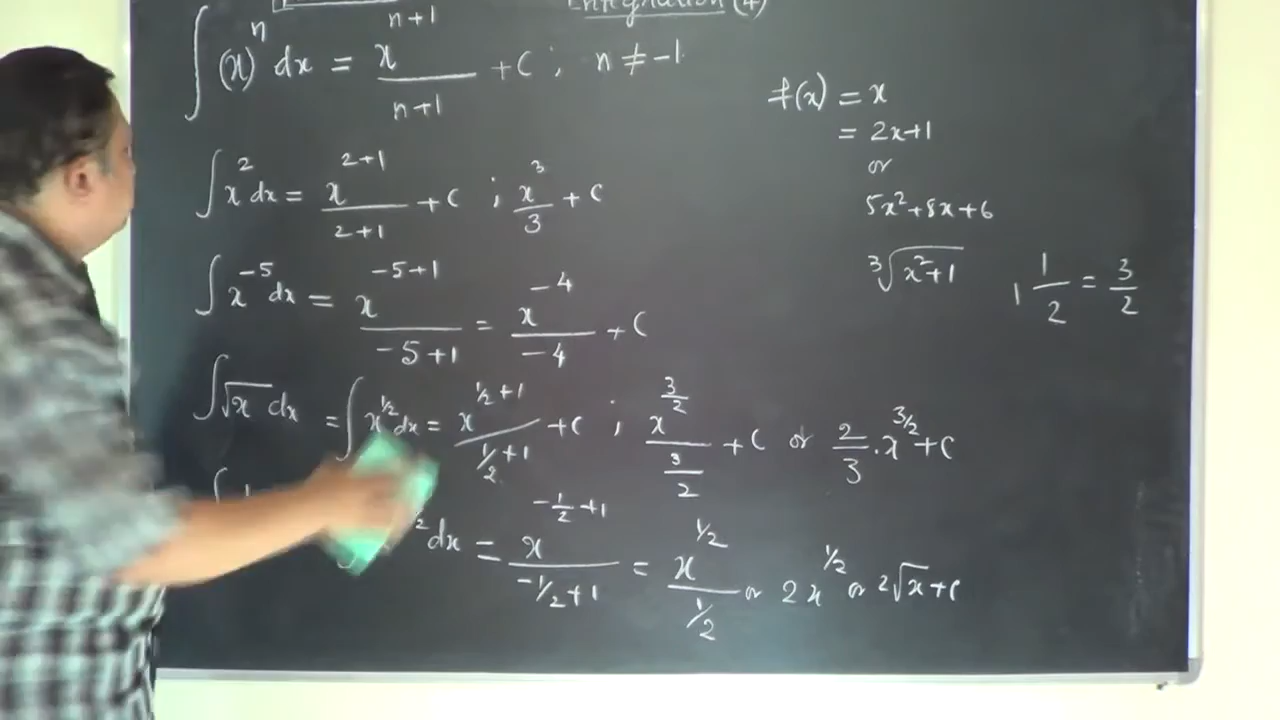 Integration (4)
∫(x)^n dx = x^(n+1)/(n+1) + C ; n ≠ -1
f(x) = x
= 2x+1
or
5x²+8x+6
∛(x²+1)
1 1/2 = 3/2
∫x² dx = x^(2+1)/(2+1) + C ; x³/3 + C
∫x^(-5) dx = x^(-5+1)/(-5+1) = x^(-4)/(-4) + C
∫√x dx = ∫x^(1/2) dx = x^(1/2+1)/(1/2+1) + C ; x^(3/2)/(3/2) + C or 2/3 · x^(3/2) + C
dx = x^(-1/2+1)/(-1/2+1) = x^(1/2)/(1/2) or 2x^(1/2) or 2√x + C